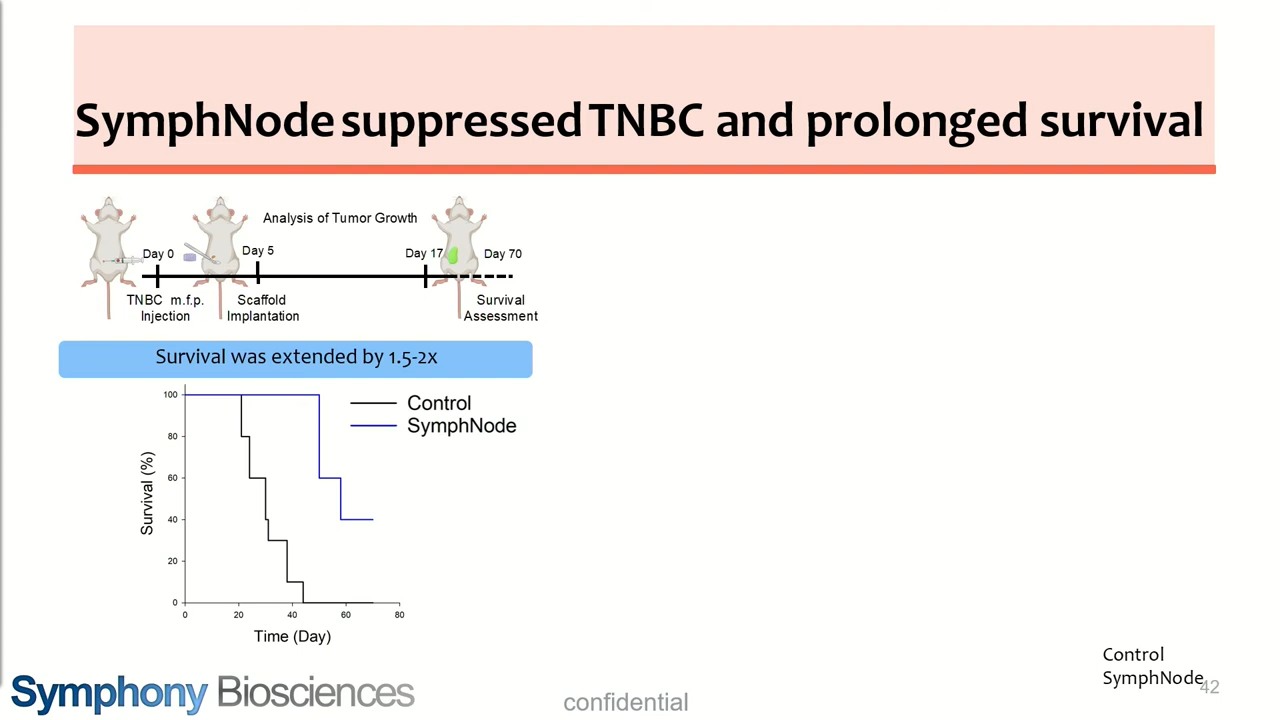 SymphNode suppressed TNBC and prolonged survival
Analysis of Tumor Growth
Day 0
Day 5
Day 17
Day 70
TNBC m.f.p.
Injection
Scaffold
Implantation
Survival
Assessment
Survival was extended by 1.5-2x
Control
SymphNode
Survival (%)
100
80
60
40
20
0
0 20 40 60 80
Time (Day)
Control
SymphNode
42
Symphony Biosciences
confidential